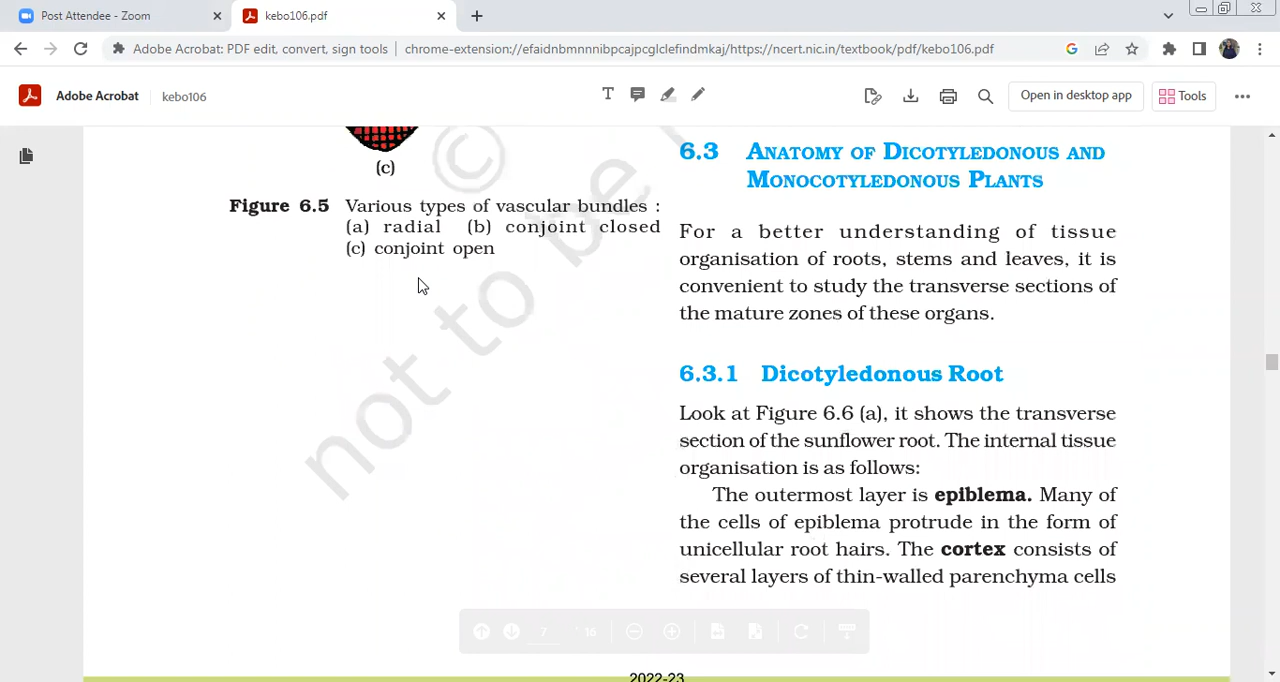 Post Attendee - Zoom
kebo106.pdf
Adobe Acrobat: PDF edit, convert, sign tools | chrome-extension://efaidnbmnnnibpcajpcglclefindmkaj/https://ncert.nic.in/textbook/pdf/kebo106.pdf
Adobe Acrobat
kebo106
Open in desktop app
Tools
(c)
Figure 6.5 Various types of vascular bundles :
(a) radial (b) conjoint closed
(c) conjoint open
© not to be r
6.3 ANATOMY OF DICOTYLEDONOUS AND
MONOCOTYLEDONOUS PLANTS
For a better understanding of tissue
organisation of roots, stems and leaves, it is
convenient to study the transverse sections of
the mature zones of these organs.
6.3.1 Dicotyledonous Root
Look at Figure 6.6 (a), it shows the transverse
section of the sunflower root. The internal tissue
organisation is as follows:
The outermost layer is epiblema. Many of
the cells of epiblema protrude in the form of
unicellular root hairs. The cortex consists of
several layers of thin-walled parenchyma cells
7 16
2022-23